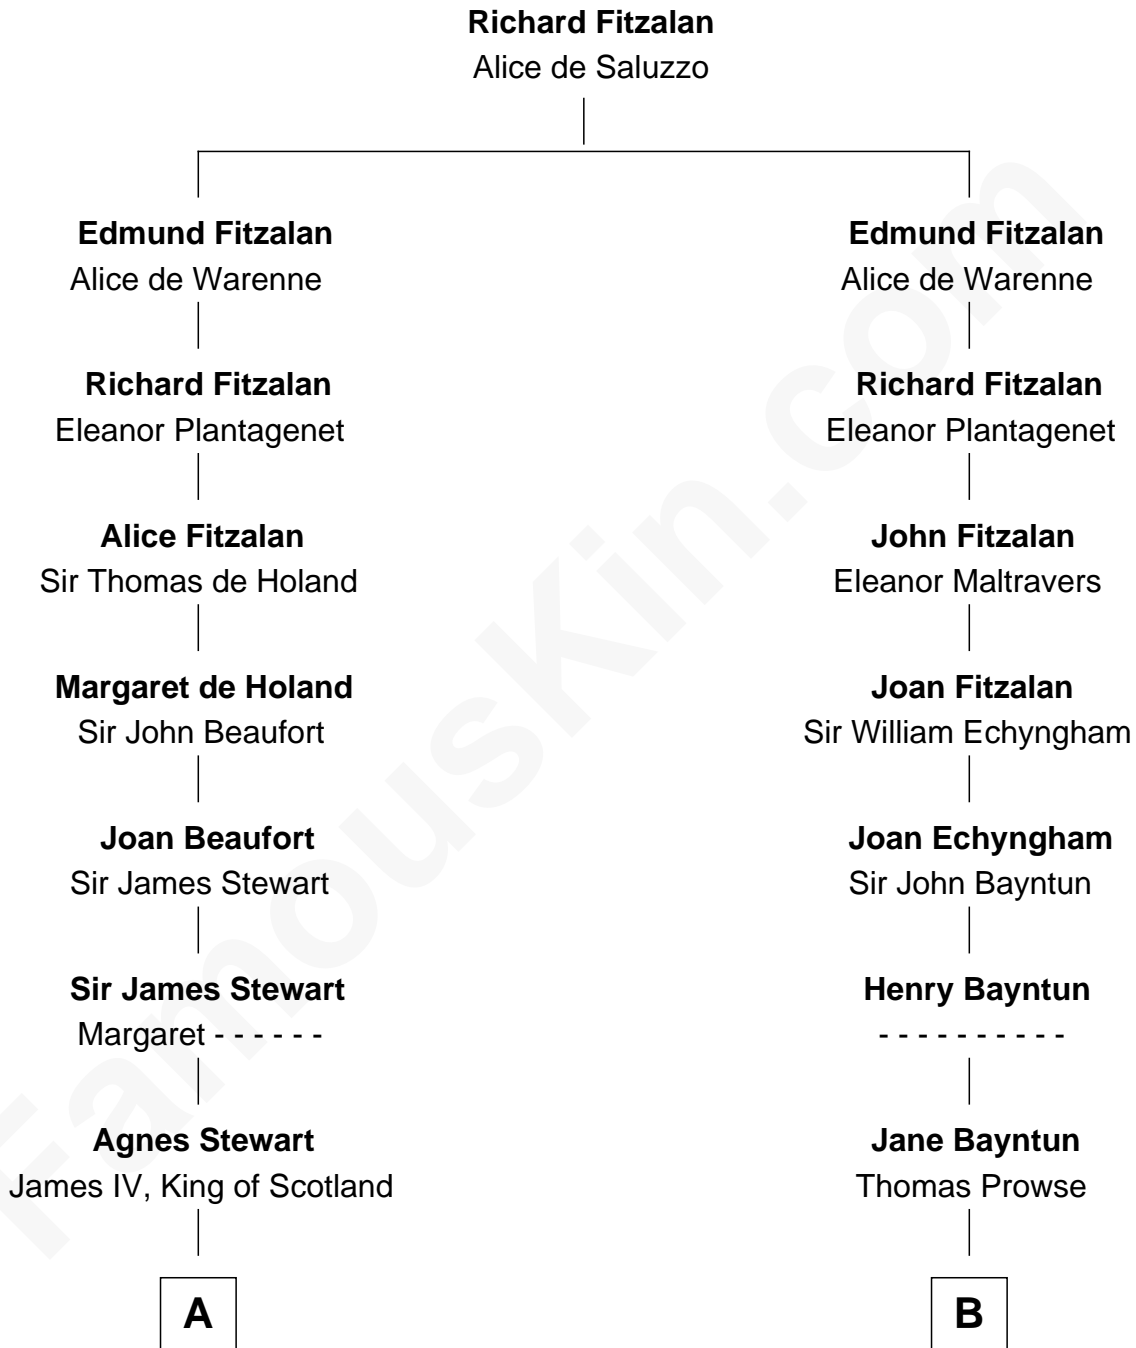 Richard Fitzalan
Alice de Saluzzo
Edmund Fitzalan
Alice de Warenne
Richard Fitzalan
Eleanor Plantagenet
Alice Fitzalan
Sir Thomas de Holand
Margaret de Holand
Sir John Beaufort
Joan Beaufort
Sir James Stewart
Sir James Stewart
Margaret - - - - - -
Agnes Stewart
James IV, King of Scotland
A
Edmund Fitzalan
Alice de Warenne
Richard Fitzalan
Eleanor Plantagenet
John Fitzalan
Eleanor Maltravers
Joan Fitzalan
Sir William Echyngham
Joan Echyngham
Sir John Bayntun
Henry Bayntun
- - - - - - - - - -
Jane Bayntun
Thomas Prowse
B
FamousKin.com